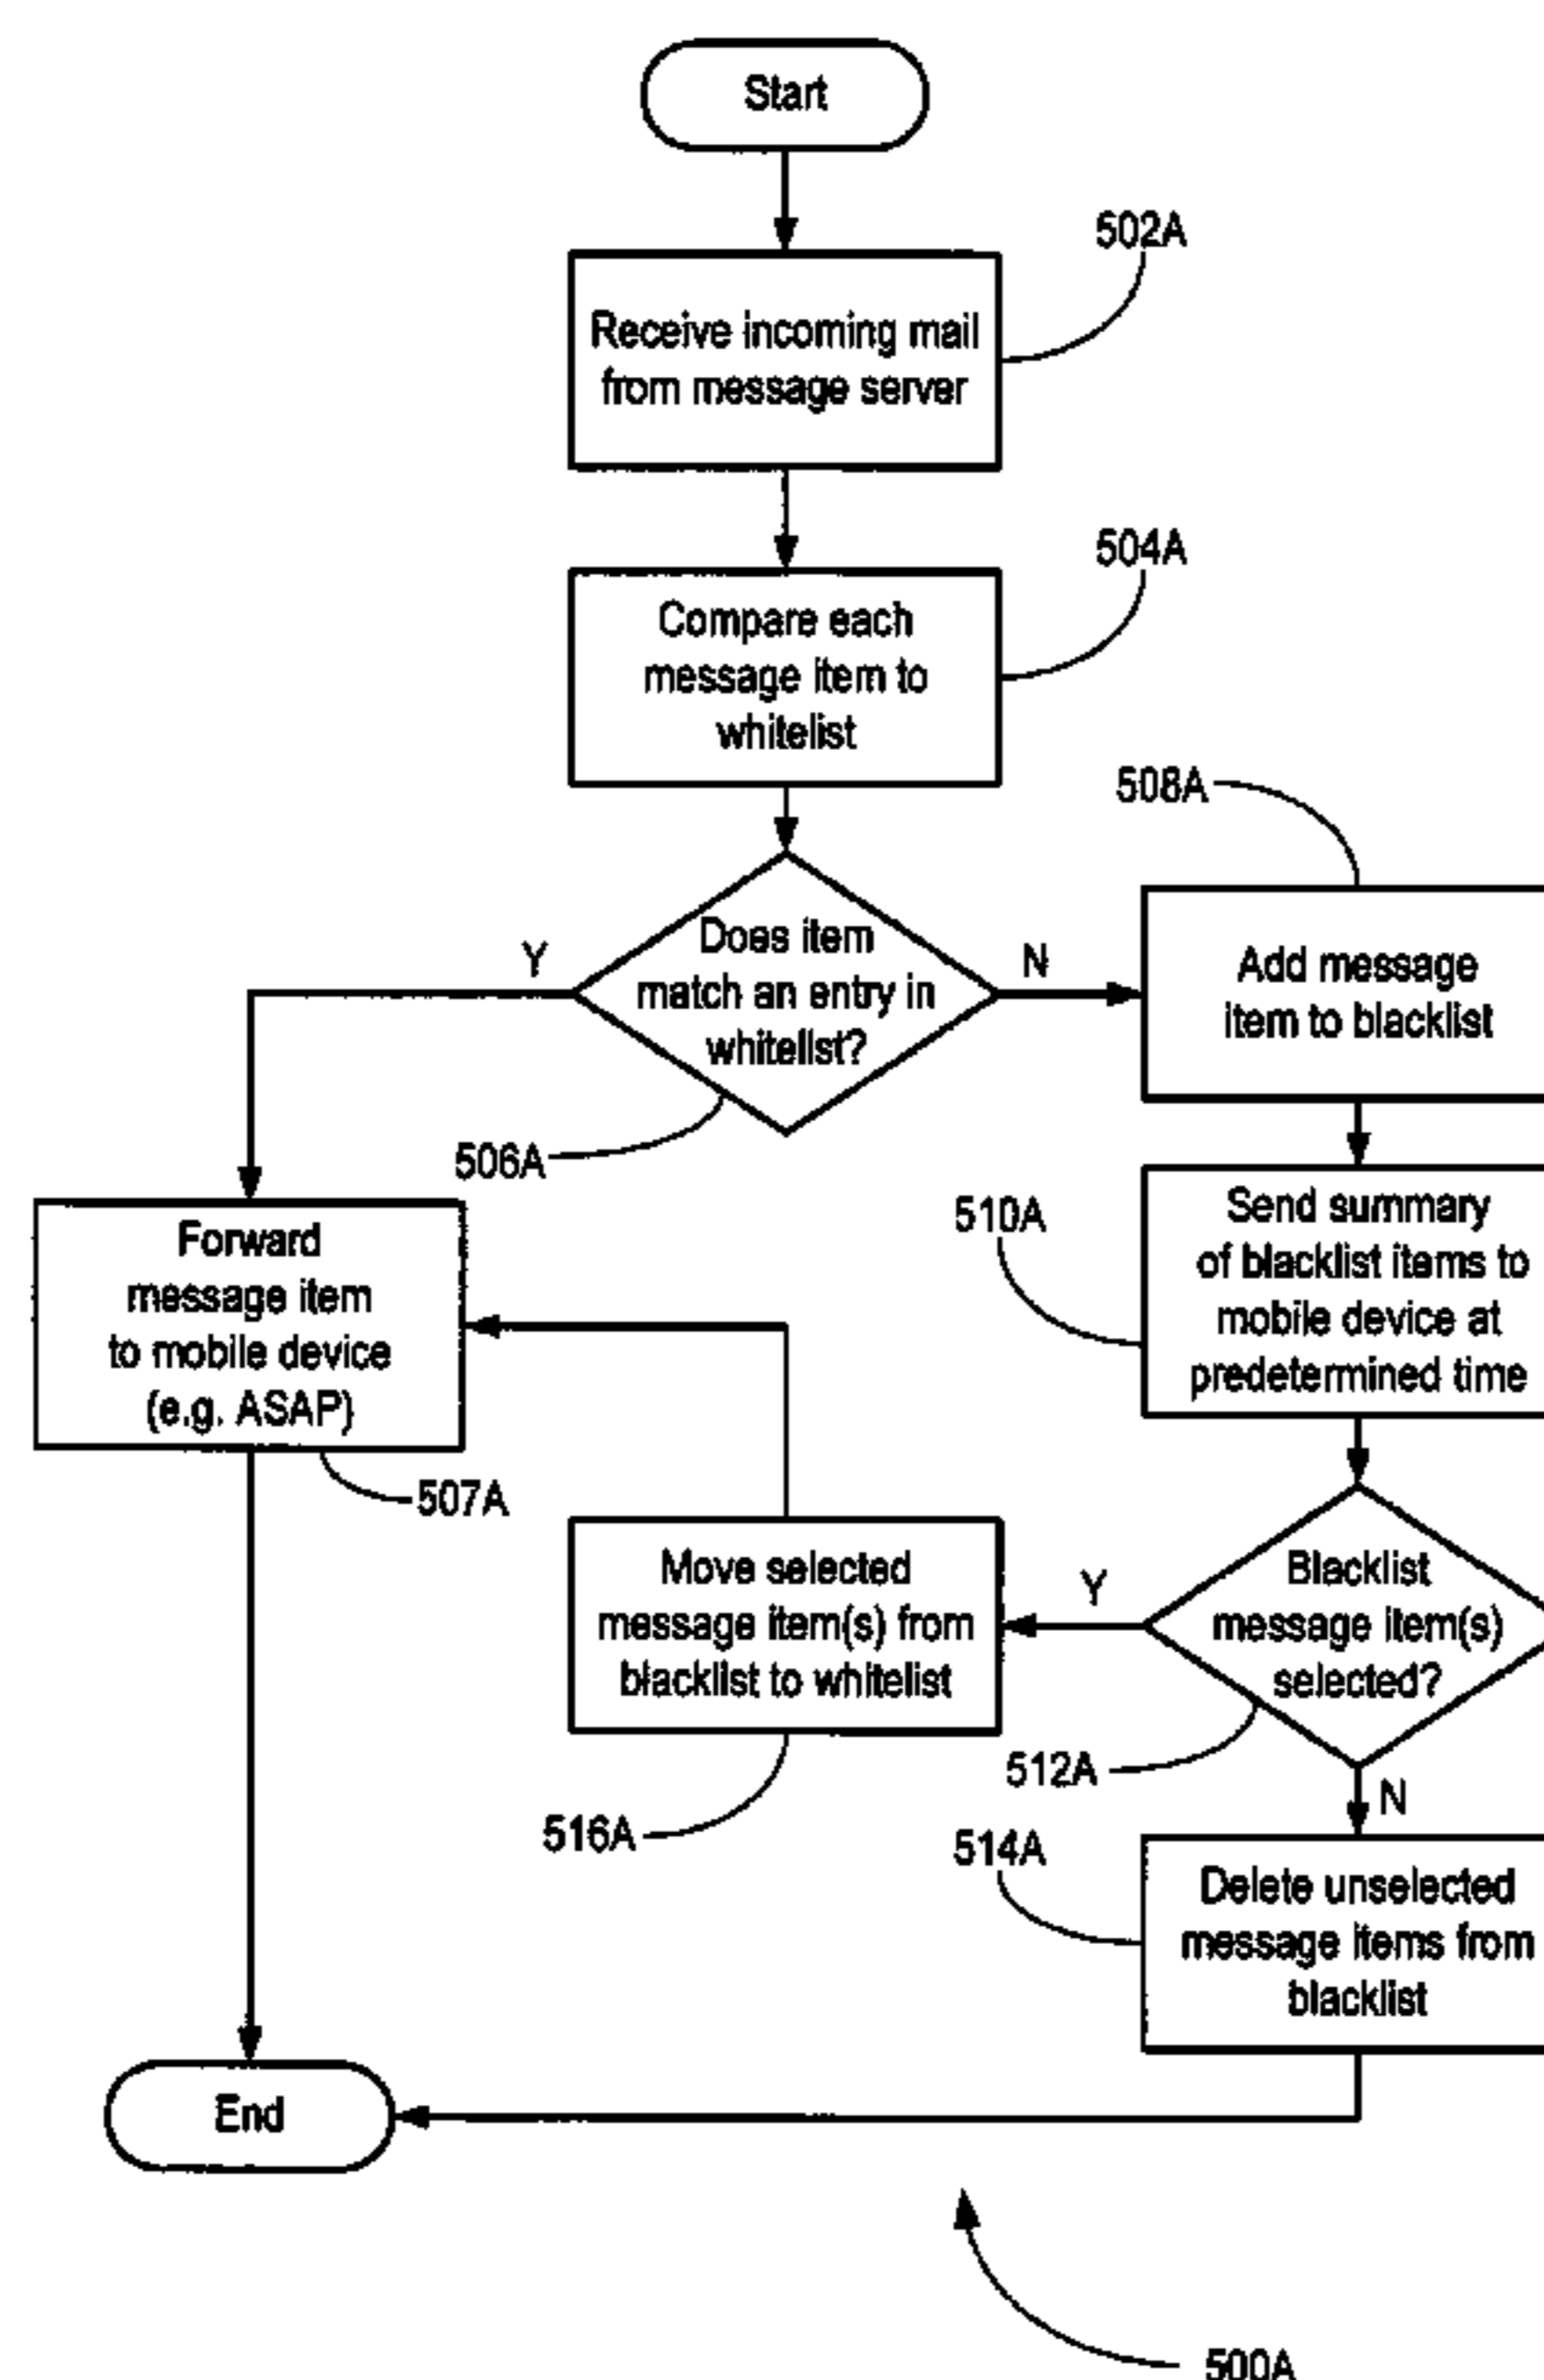 Start
502A
Receive incoming mail
from message server
504A
Compare each
message item to
whitelist
508A
Y
Does item
match an entry in
whitelist?
N
Add message
item to blacklist
506A
Forward
message item
to mobile device
(e.g. ASAP)
507A
510A
Send summary
of blacklist items to
mobile device at
predetermined time
Move selected
message item(s) from
blacklist to whitelist
Y
Blacklist
message item(s)
selected?
512A
N
516A
514A
Delete unselected
message items from
blacklist
End
500A